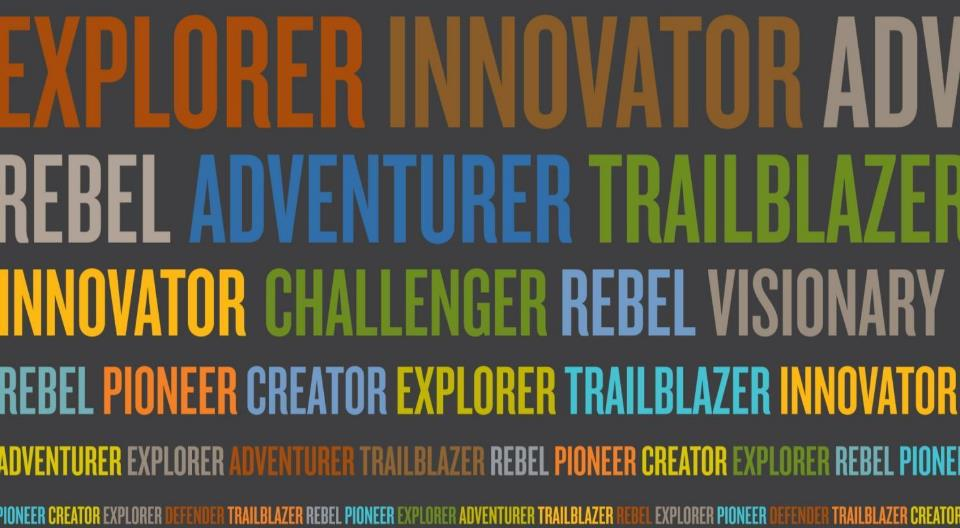 EXPLORER INNOVATOR ADV
REBEL ADVENTURER TRAILBLAZER
INNOVATOR CHALLENGER REBEL VISIONARY
REBEL PIONEER CREATOR EXPLORER TRAILBLAZER INNOVATOR
ADVENTURER EXPLORER ADVENTURER TRAILBLAZER REBEL PIONEER CREATOR EXPLORER REBEL PIONE
PIONEER CREATOR EXPLORER DEFENDER TRAILBLAZER REBEL PIONEER EXPLORER ADVENTURER TRAILBLAZER REBEL EXPLORER PIONEER DEFENDER TRAILBLAZER CREATOR